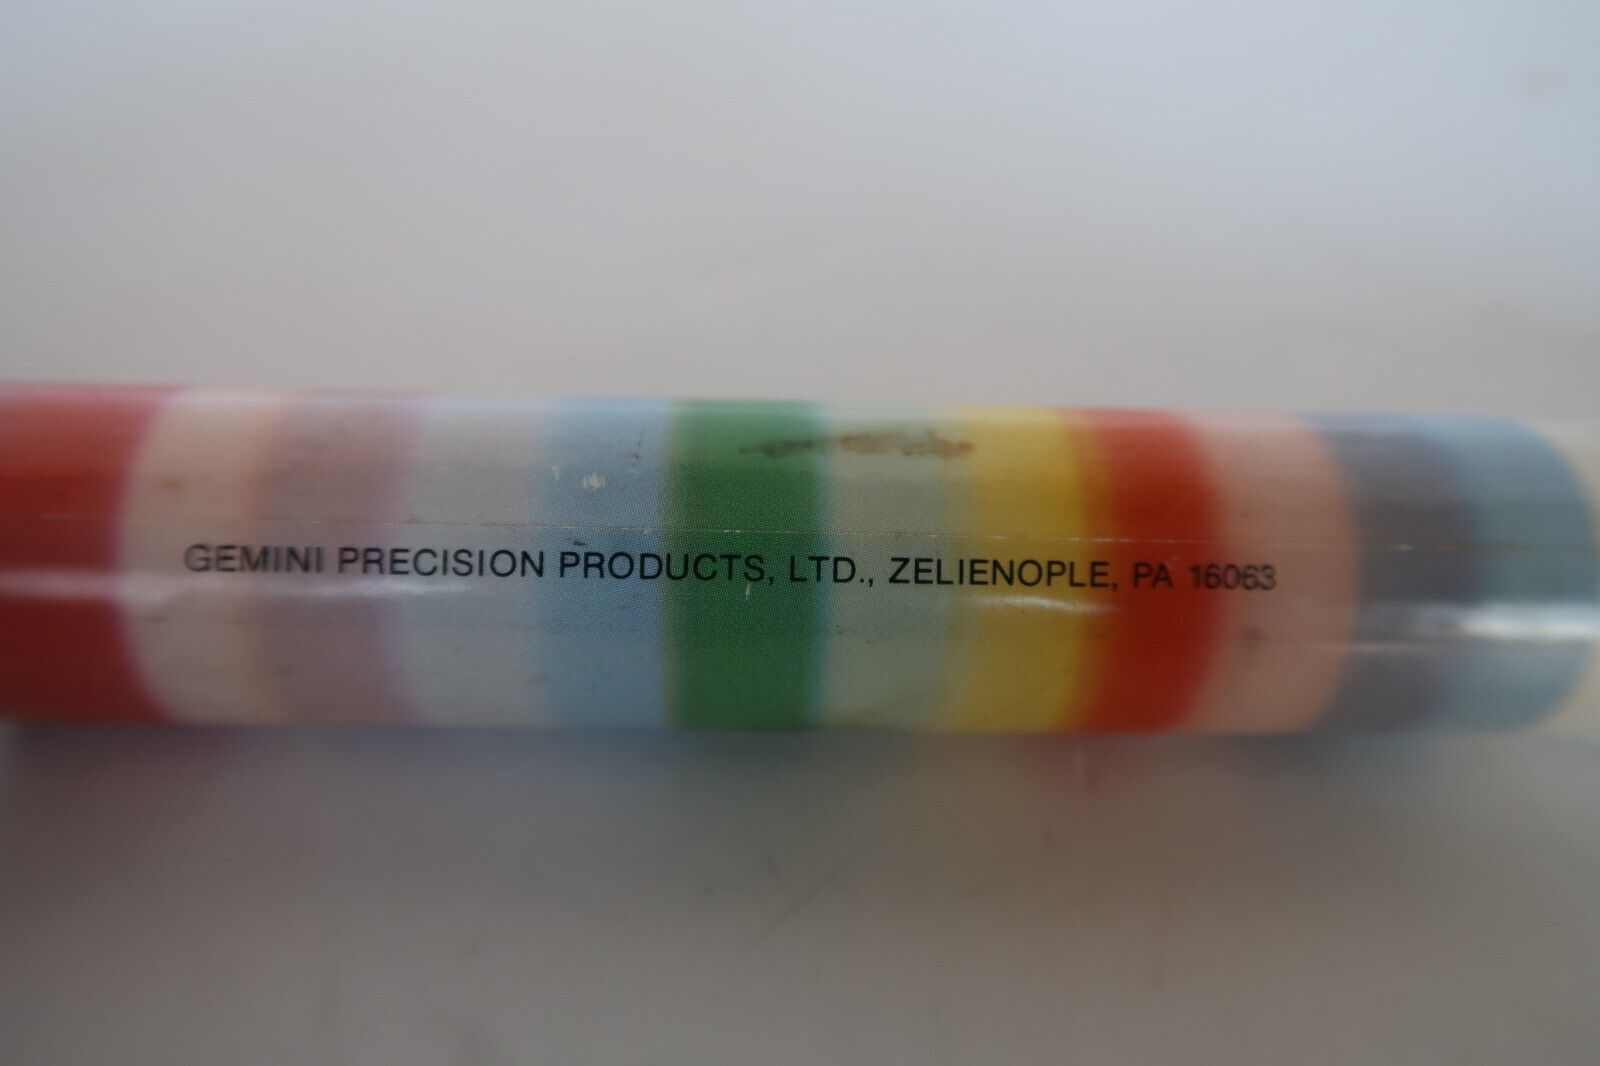 GEMINI PRECISION PRODUCTS, LTD., ZELIENOPLE, PA 16063